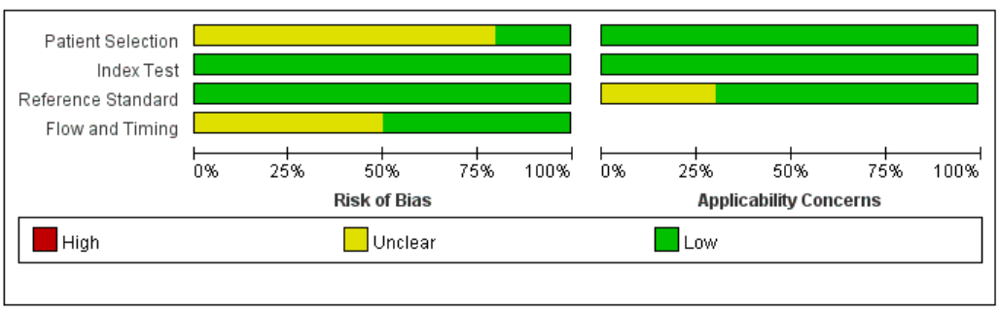 Patient Selection
Index Test
Reference Standard
Flow and Timing
0% 25% 50% 75% 100% 0% 25% 50% 75% 100%
Risk of Bias Applicability Concerns
High Unclear Low